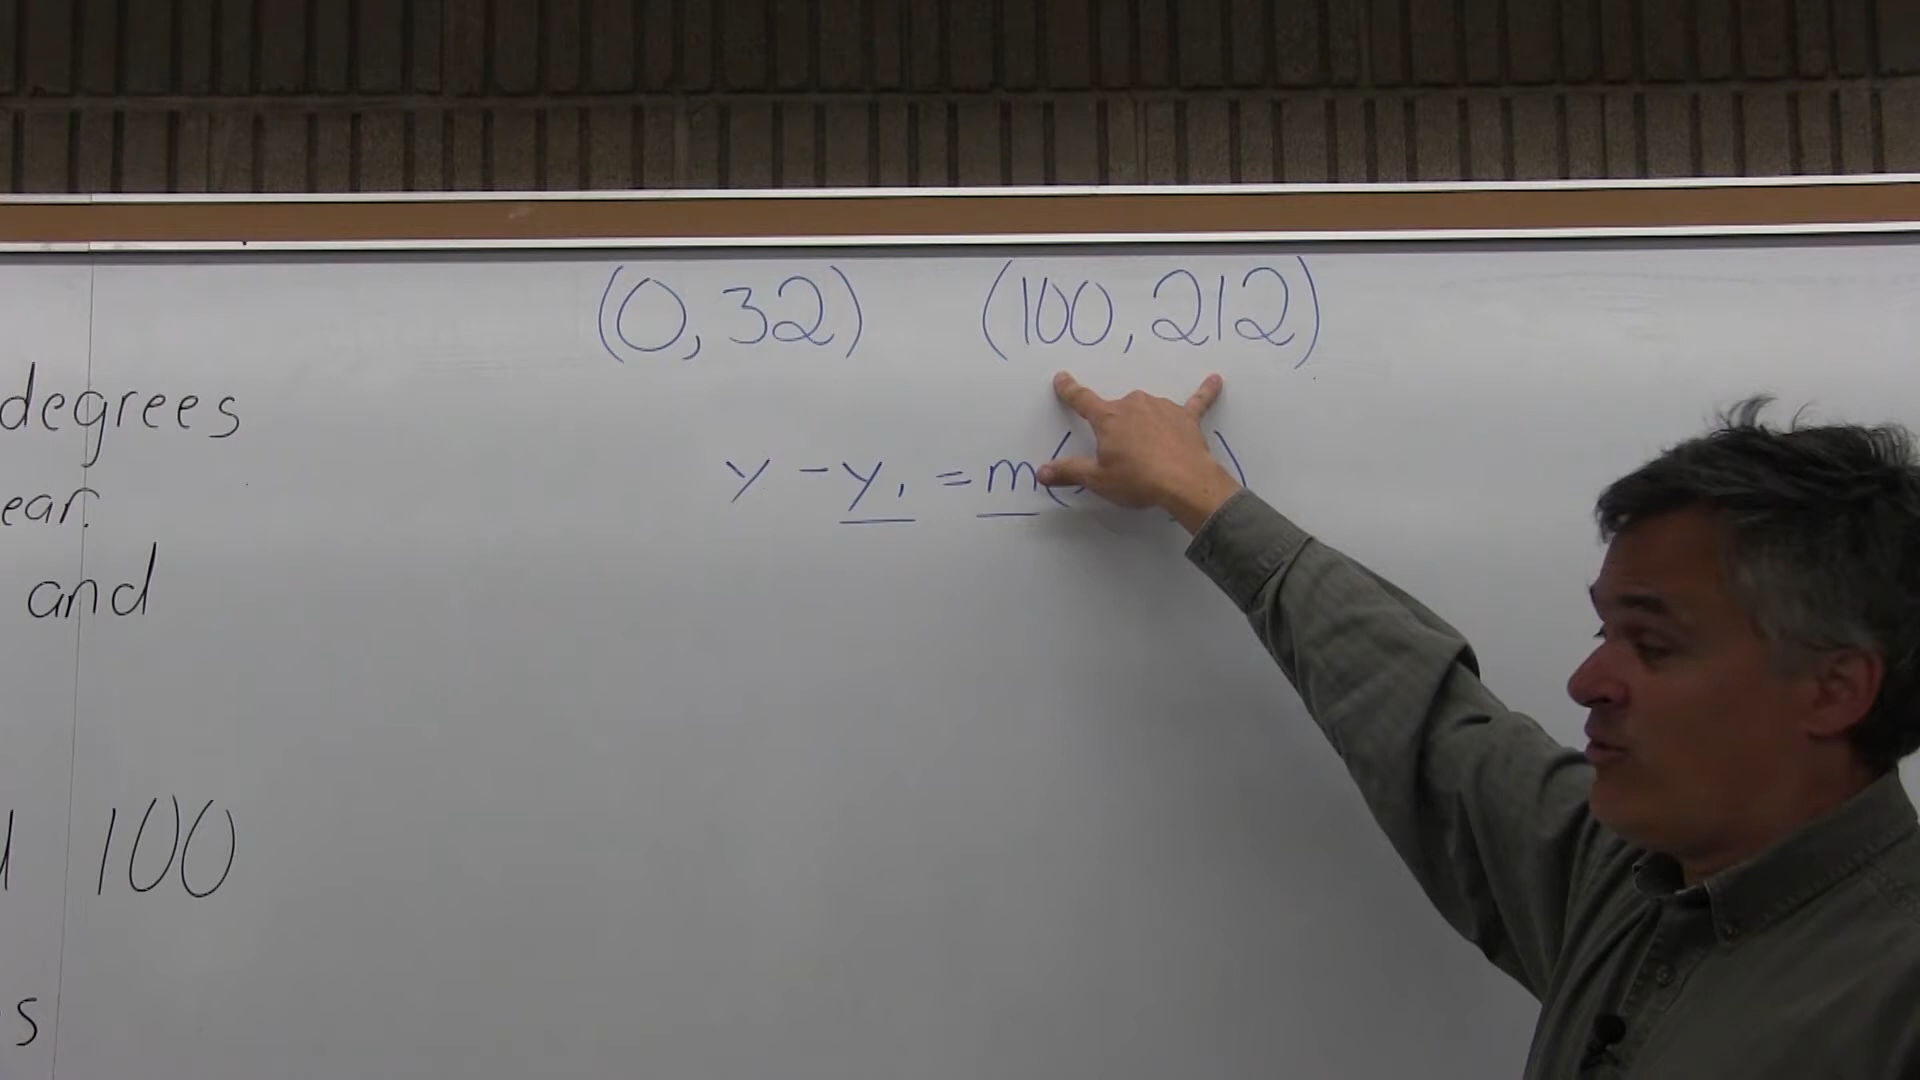 (0, 32) (100, 212)
degrees
ear.
and
y - y₁ = m( )
100
s